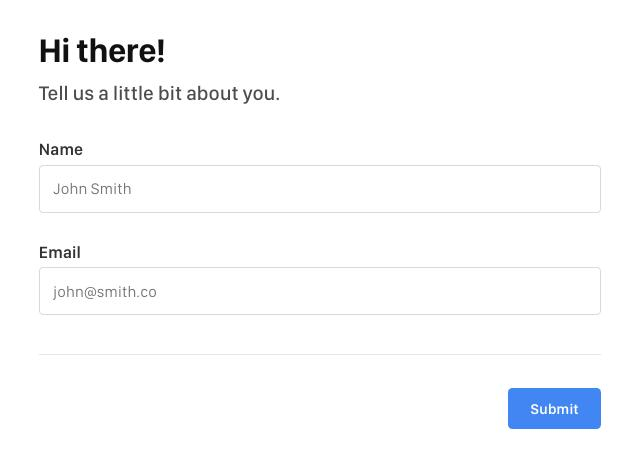 Hi there!
Tell us a little bit about you.
Name
John Smith
Email
john@smith.co
Submit